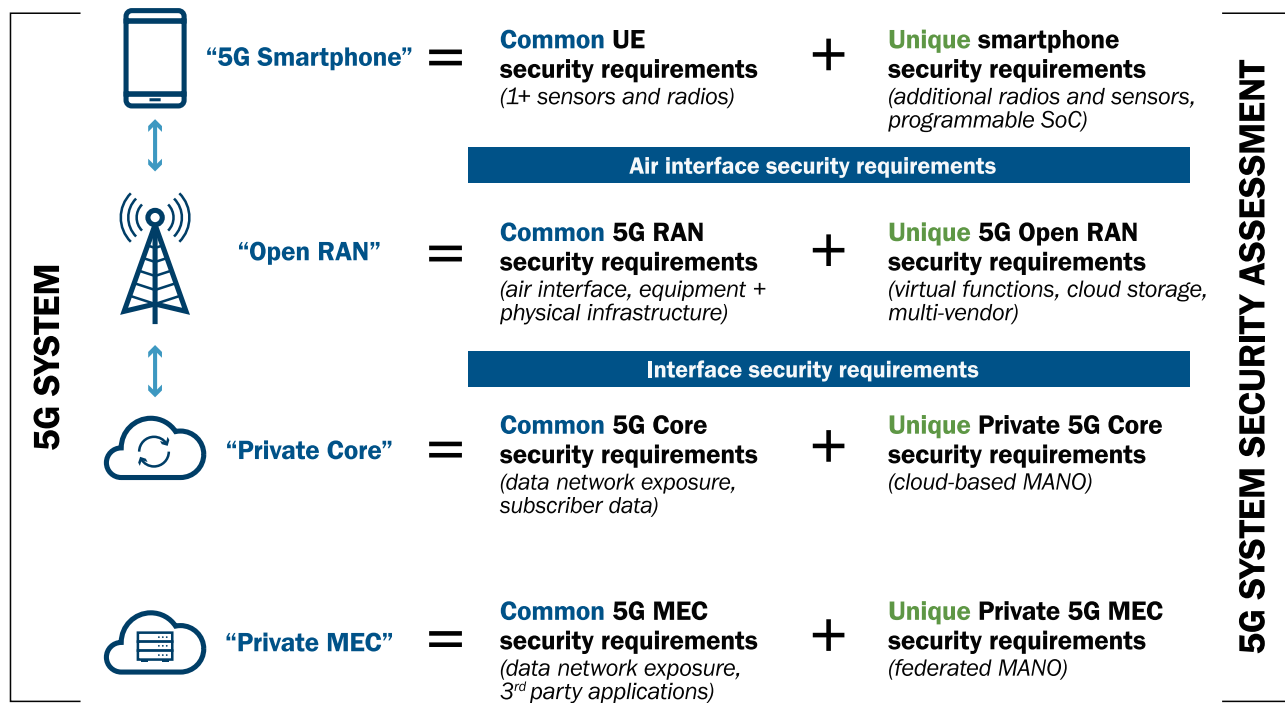 5G SYSTEM
“5G Smartphone”
=
Common UE
security requirements
(1+ sensors and radios)
+
Unique smartphone
security requirements
(additional radios and sensors,
programmable SoC)
Air interface security requirements
“Open RAN”
=
Common 5G RAN
security requirements
(air interface, equipment +
physical infrastructure)
+
Unique 5G Open RAN
security requirements
(virtual functions, cloud storage,
multi-vendor)
Interface security requirements
“Private Core”
=
Common 5G Core
security requirements
(data network exposure,
subscriber data)
+
Unique Private 5G Core
security requirements
(cloud-based MANO)
“Private MEC”
=
Common 5G MEC
security requirements
(data network exposure,
3rd party applications)
+
Unique Private 5G MEC
security requirements
(federated MANO)
5G SYSTEM SECURITY ASSESSMENT